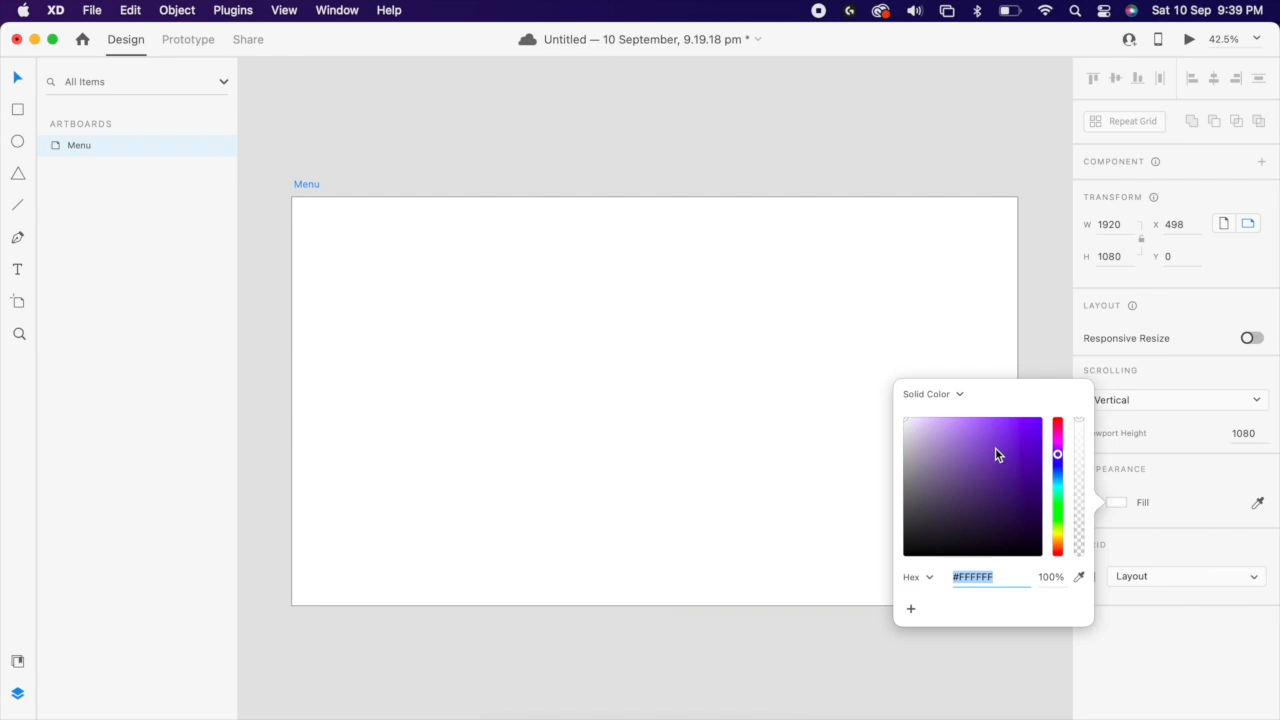 XD File Edit Object Plugins View Window Help Sat 10 Sep 9:39 PM
Design Prototype Share Untitled — 10 September, 9.19.18 pm * 42.5%
All Items
ARTBOARDS
Menu
Menu
Repeat Grid
COMPONENT
TRANSFORM
W 1920 X 498
H 1080 Y 0
LAYOUT
Responsive Resize
SCROLLING
Vertical
ewport Height 1080
PEARANCE
Fill
RID
Layout
Solid Color
Hex #FFFFFF 100%